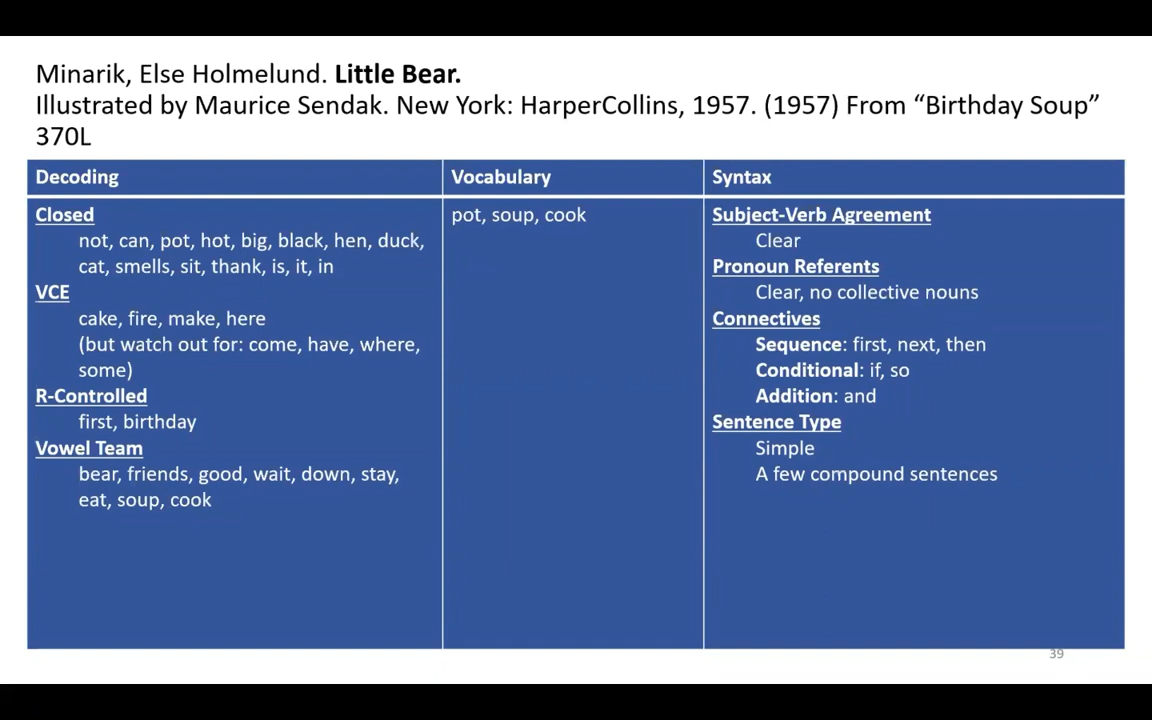 Minarik, Else Holmelund. Little Bear.
Illustrated by Maurice Sendak. New York: HarperCollins, 1957. (1957) From “Birthday Soup”
370L
Decoding
Closed
not, can, pot, hot, big, black, hen, duck,
cat, smells, sit, thank, is, it, in
VCE
cake, fire, make, here
(but watch out for: come, have, where,
some)
R-Controlled
first, birthday
Vowel Team
bear, friends, good, wait, down, stay,
eat, soup, cook
Vocabulary
pot, soup, cook
Syntax
Subject-Verb Agreement
Clear
Pronoun Referents
Clear, no collective nouns
Connectives
Sequence: first, next, then
Conditional: if, so
Addition: and
Sentence Type
Simple
A few compound sentences
39